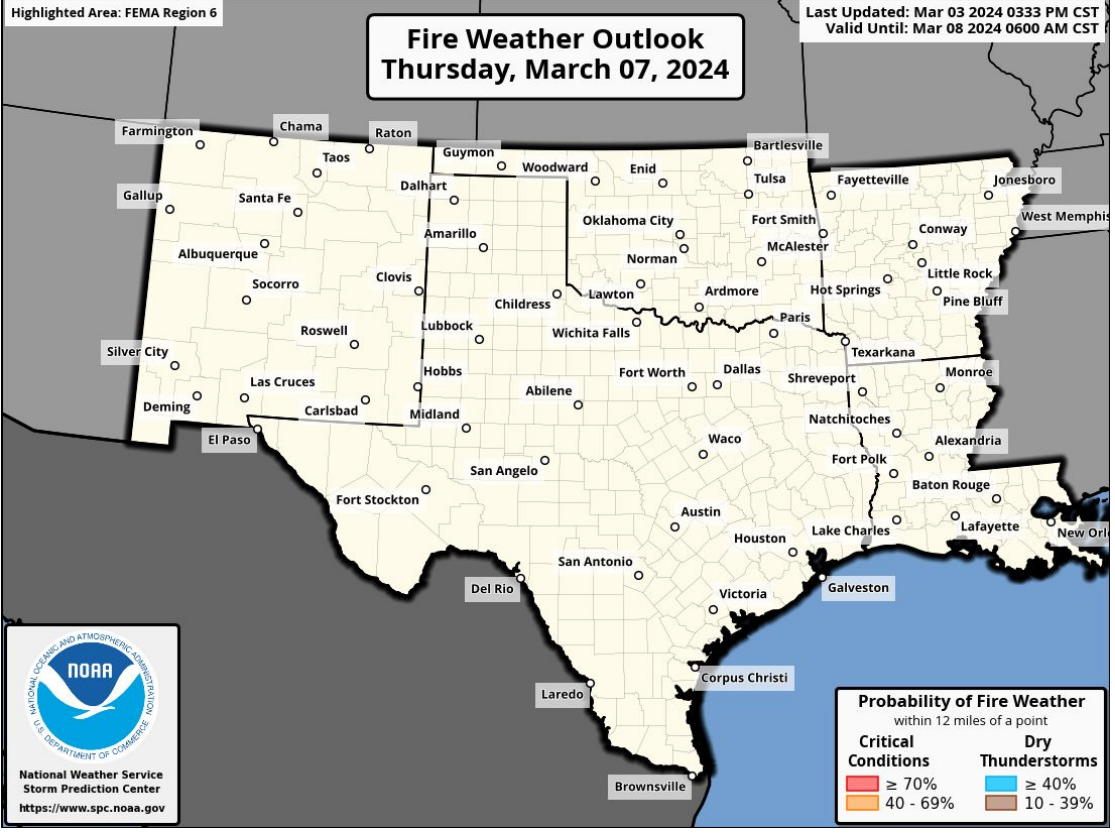 Highlighted Area: FEMA Region 6
Last Updated: Mar 03 2024 0333 PM CST
Valid Until: Mar 08 2024 0600 AM CST
Fire Weather Outlook
Thursday, March 07, 2024
Farmington
Chama
Raton
Taos
Guymon
Woodward
Enid
Bartlesville
Tulsa
Fayetteville
Jonesboro
Gallup
Santa Fe
Dalhart
Albuquerque
Amarillo
Oklahoma City
Fort Smith
Conway
West Memphis
Norman
McAlester
Socorro
Clovis
Childress
Lawton
Ardmore
Hot Springs
Little Rock
Pine Bluff
Roswell
Lubbock
Wichita Falls
Paris
Silver City
Texarkana
Las Cruces
Hobbs
Abilene
Fort Worth
Dallas
Shreveport
Monroe
Deming
Carlsbad
Midland
Natchitoches
El Paso
San Angelo
Waco
Fort Polk
Alexandria
Fort Stockton
Baton Rouge
Austin
Houston
Lake Charles
Lafayette
New Orl
San Antonio
Del Rio
Victoria
Galveston
Laredo
Corpus Christi
Brownsville
NATIONAL OCEANIC AND ATMOSPHERIC ADMINISTRATION
NOAA
U.S. DEPARTMENT OF COMMERCE
National Weather Service
Storm Prediction Center
https://www.spc.noaa.gov
Probability of Fire Weather
within 12 miles of a point
Critical
Conditions
≥ 70%
40 - 69%
Dry
Thunderstorms
≥ 40%
10 - 39%